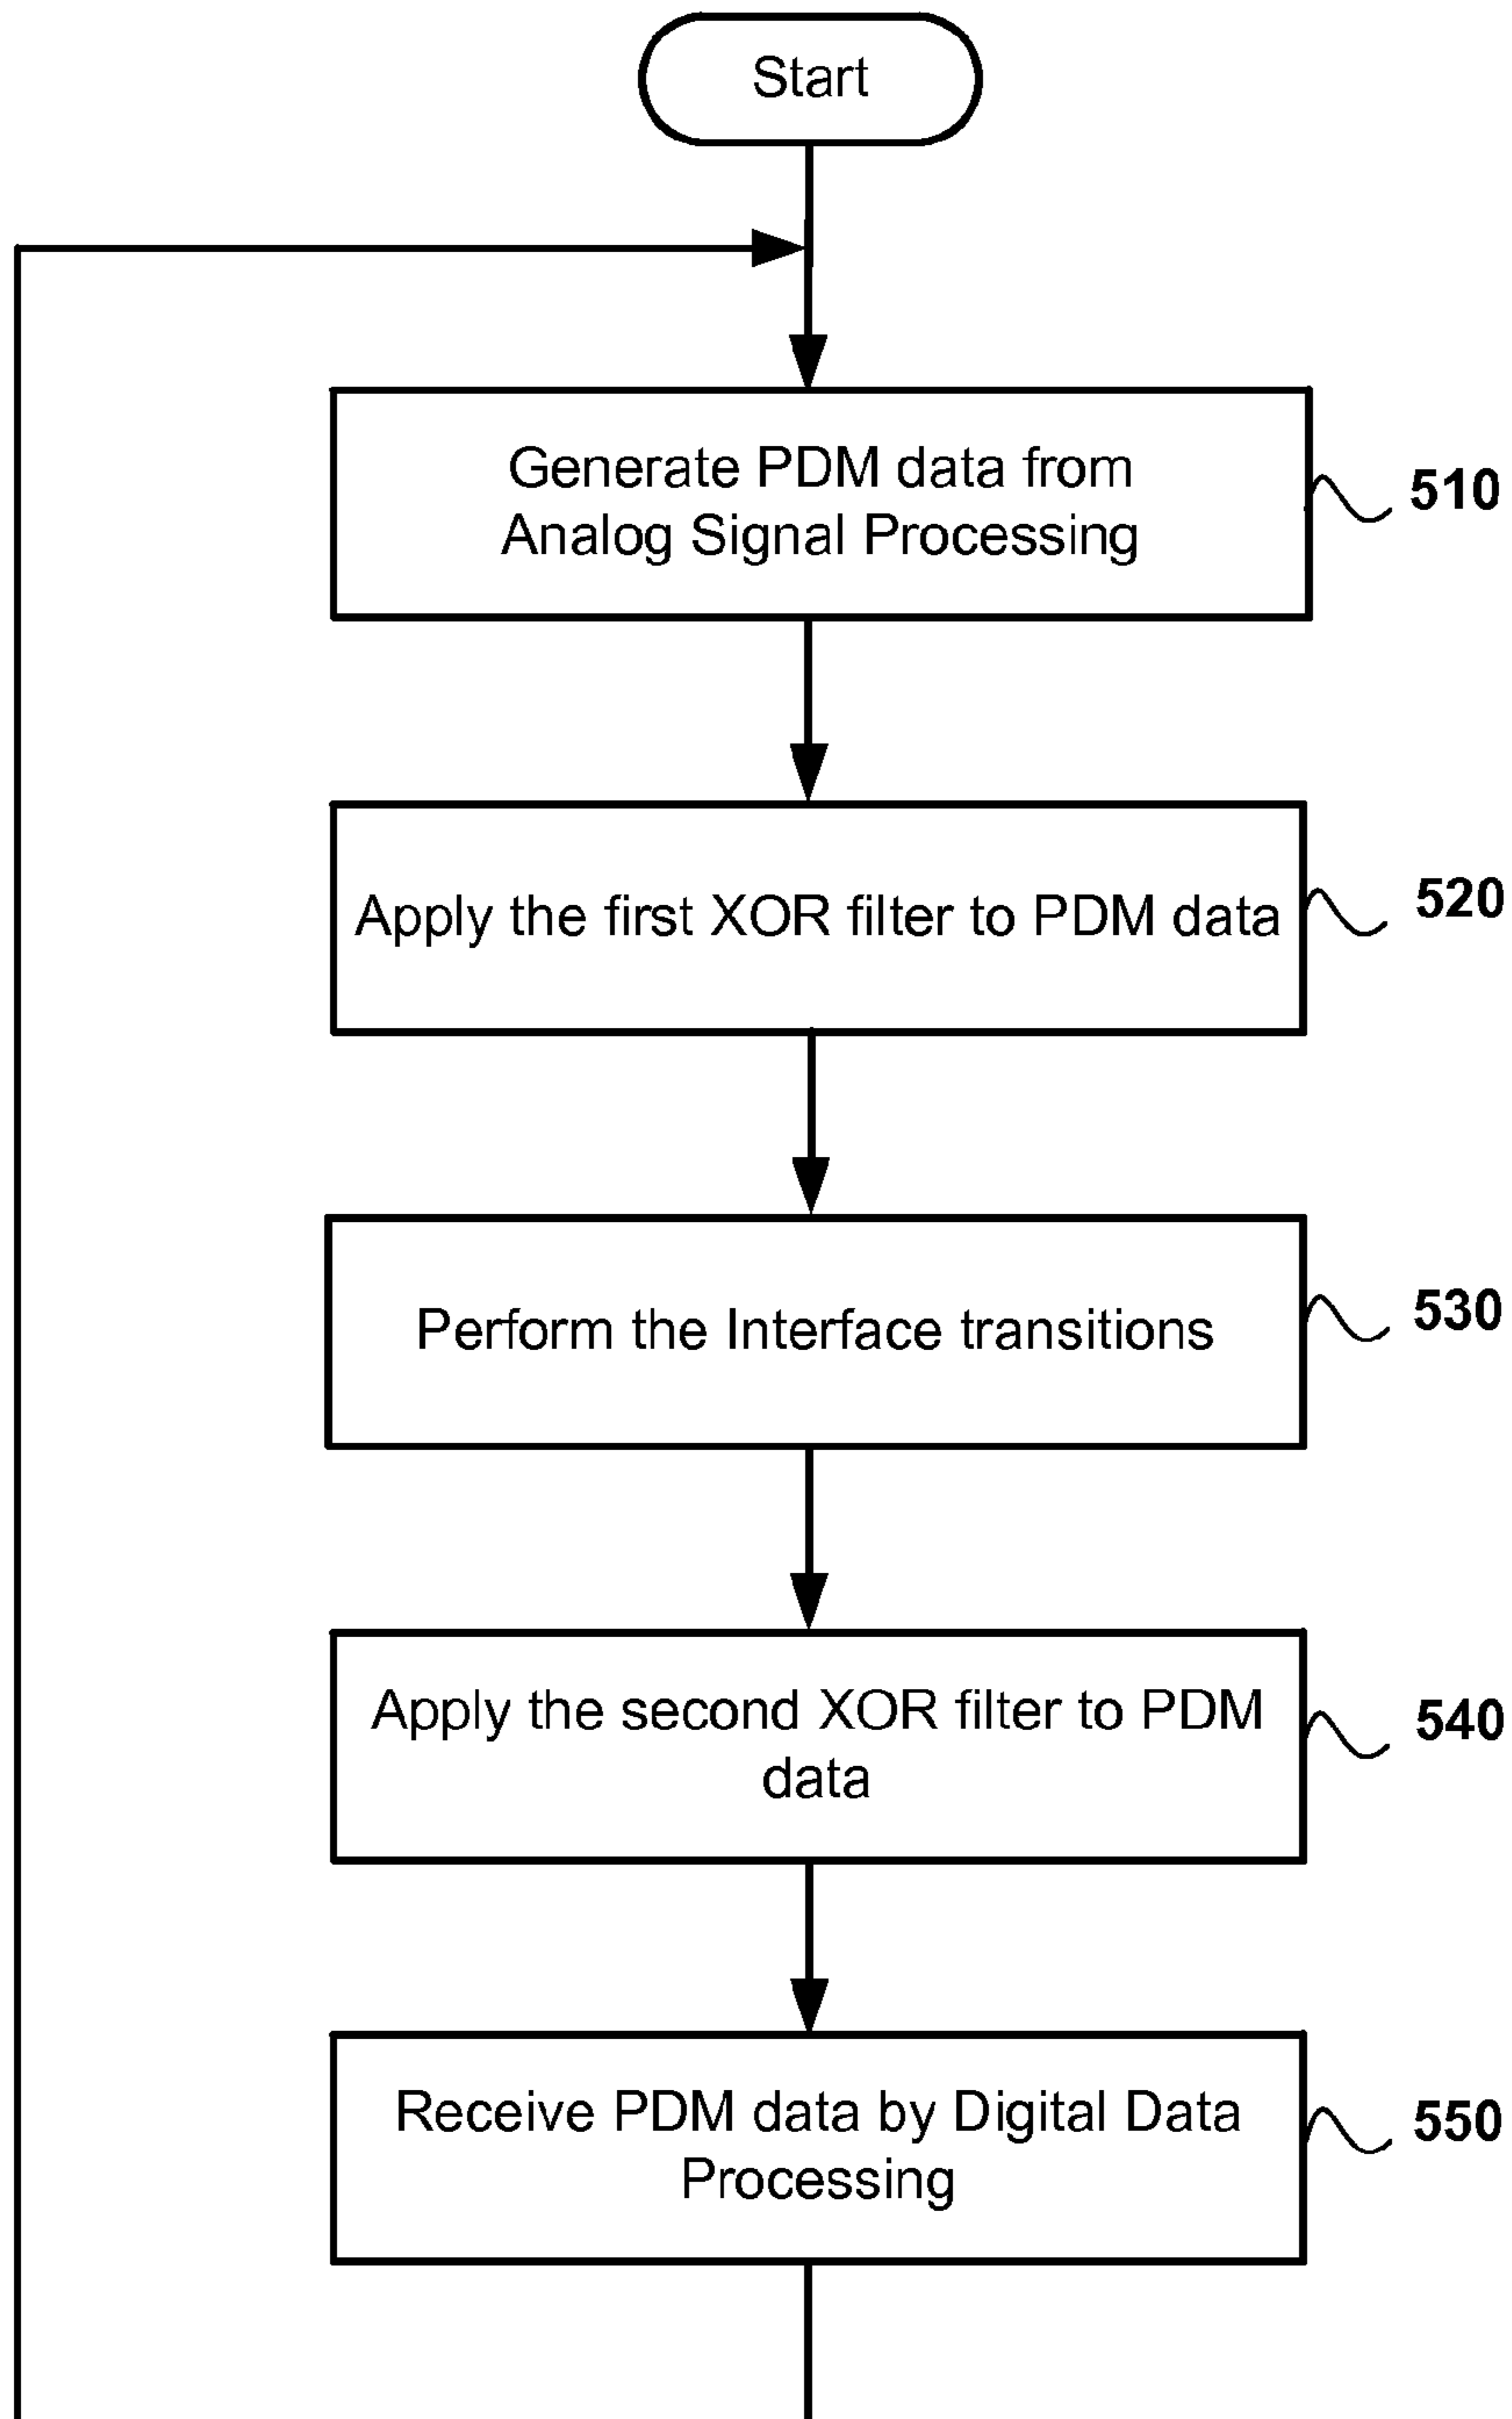 Start
Generate PDM data from
Analog Signal Processing
510
Apply the first XOR filter to PDM data
520
Perform the Interface transitions
530
Apply the second XOR filter to PDM
data
540
Receive PDM data by Digital Data
Processing
550